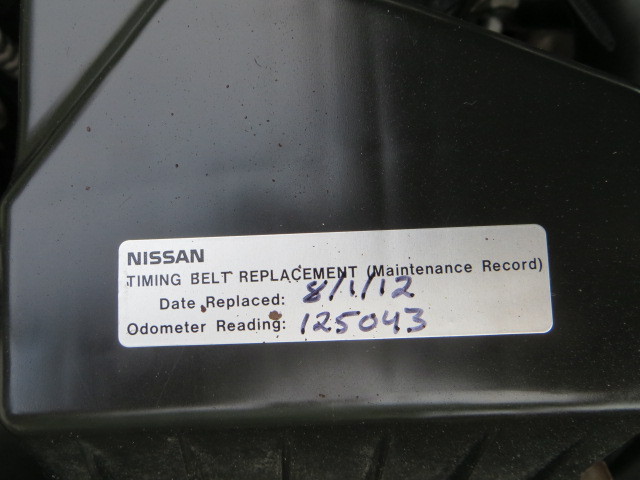 NISSAN
TIMING BELT REPLACEMENT (Maintenance Record)
Date Replaced: 8/1/12
Odometer Reading: 125043